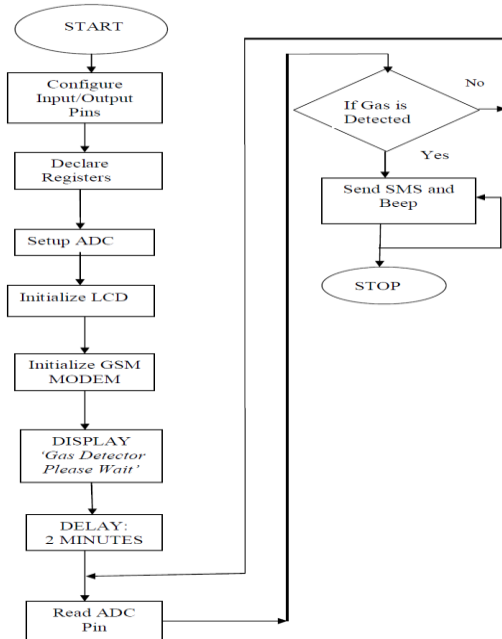 START
Configure
Input/Output
Pins
Declare
Registers
Setup ADC
Initialize LCD
Initialize GSM
MODEM
DISPLAY
‘Gas Detector
Please Wait’
DELAY:
2 MINUTES
Read ADC
Pin
If Gas is
Detected
No
Yes
Send SMS and
Beep
STOP